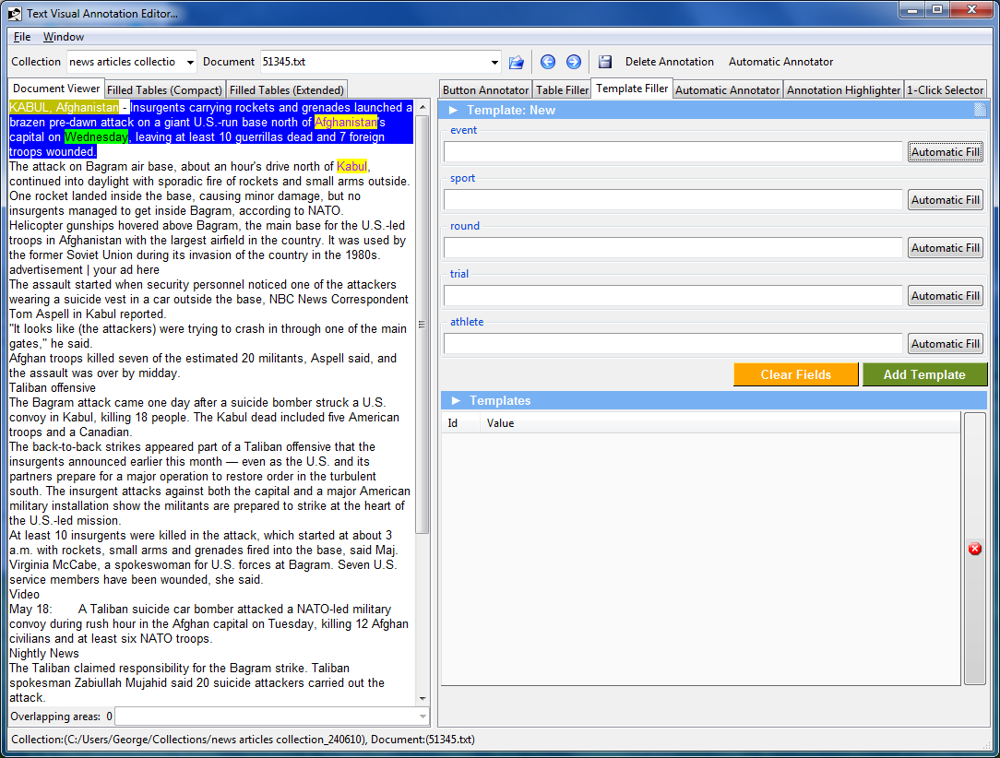 Text Visual Annotation Editor...
File Window
Collection news articles collectio Document 51345.txt Delete Annotation Automatic Annotator
Document Viewer Filled Tables (Compact) Filled Tables (Extended)
KABUL, Afghanistan - Insurgents carrying rockets and grenades launched a
brazen pre-dawn attack on a giant U.S.-run base north of Afghanistan's
capital on Wednesday, leaving at least 10 guerrillas dead and 7 foreign
troops wounded.
The attack on Bagram air base, about an hour's drive north of Kabul,
continued into daylight with sporadic fire of rockets and small arms outside.
One rocket landed inside the base, causing minor damage, but no
insurgents managed to get inside Bagram, according to NATO.
Helicopter gunships hovered above Bagram, the main base for the U.S.-led
troops in Afghanistan with the largest airfield in the country. It was used by
the former Soviet Union during its invasion of the country in the 1980s.
advertisement | your ad here
The assault started when security personnel noticed one of the attackers
wearing a suicide vest in a car outside the base, NBC News Correspondent
Tom Aspell in Kabul reported.
"It looks like (the attackers) were trying to crash in through one of the main
gates," he said.
Afghan troops killed seven of the estimated 20 militants, Aspell said, and
the assault was over by midday.
Taliban offensive
The Bagram attack came one day after a suicide bomber struck a U.S.
convoy in Kabul, killing 18 people. The Kabul dead included five American
troops and a Canadian.
The back-to-back strikes appeared part of a Taliban offensive that the
insurgents announced earlier this month — even as the U.S. and its
partners prepare for a major operation to restore order in the turbulent
south. The insurgent attacks against both the capital and a major American
military installation show the militants are prepared to strike at the heart of
the U.S.-led mission.
At least 10 insurgents were killed in the attack, which started at about 3
a.m. with rockets, small arms and grenades fired into the base, said Maj.
Virginia McCabe, a spokeswoman for U.S. forces at Bagram. Seven U.S.
service members have been wounded, she said.
Video
May 18: A Taliban suicide car bomber attacked a NATO-led military
convoy during rush hour in the Afghan capital on Tuesday, killing 12 Afghan
civilians and at least six NATO troops.
Nightly News
The Taliban claimed responsibility for the Bagram strike. Taliban
spokesman Zabiullah Mujahid said 20 suicide attackers carried out the
attack.
Overlapping areas: 0
Button Annotator Table Filler Template Filler Automatic Annotator Annotation Highlighter 1-Click Selector
Template: New
event
Automatic Fill
sport
Automatic Fill
round
Automatic Fill
trial
Automatic Fill
athlete
Automatic Fill
Clear Fields Add Template
Templates
Id Value
Collection:(C:/Users/George/Collections/news articles collection_240610), Document:(51345.txt)